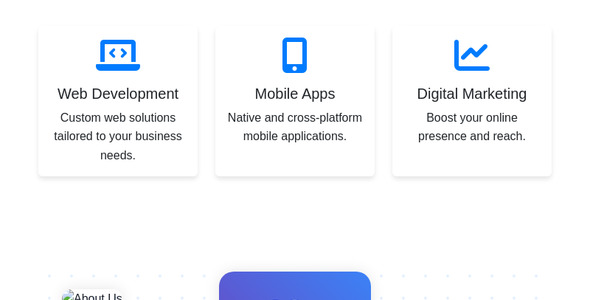 Web Development
Custom web solutions
tailored to your business
needs.
Mobile Apps
Native and cross-platform
mobile applications.
Digital Marketing
Boost your online
presence and reach.
About Us